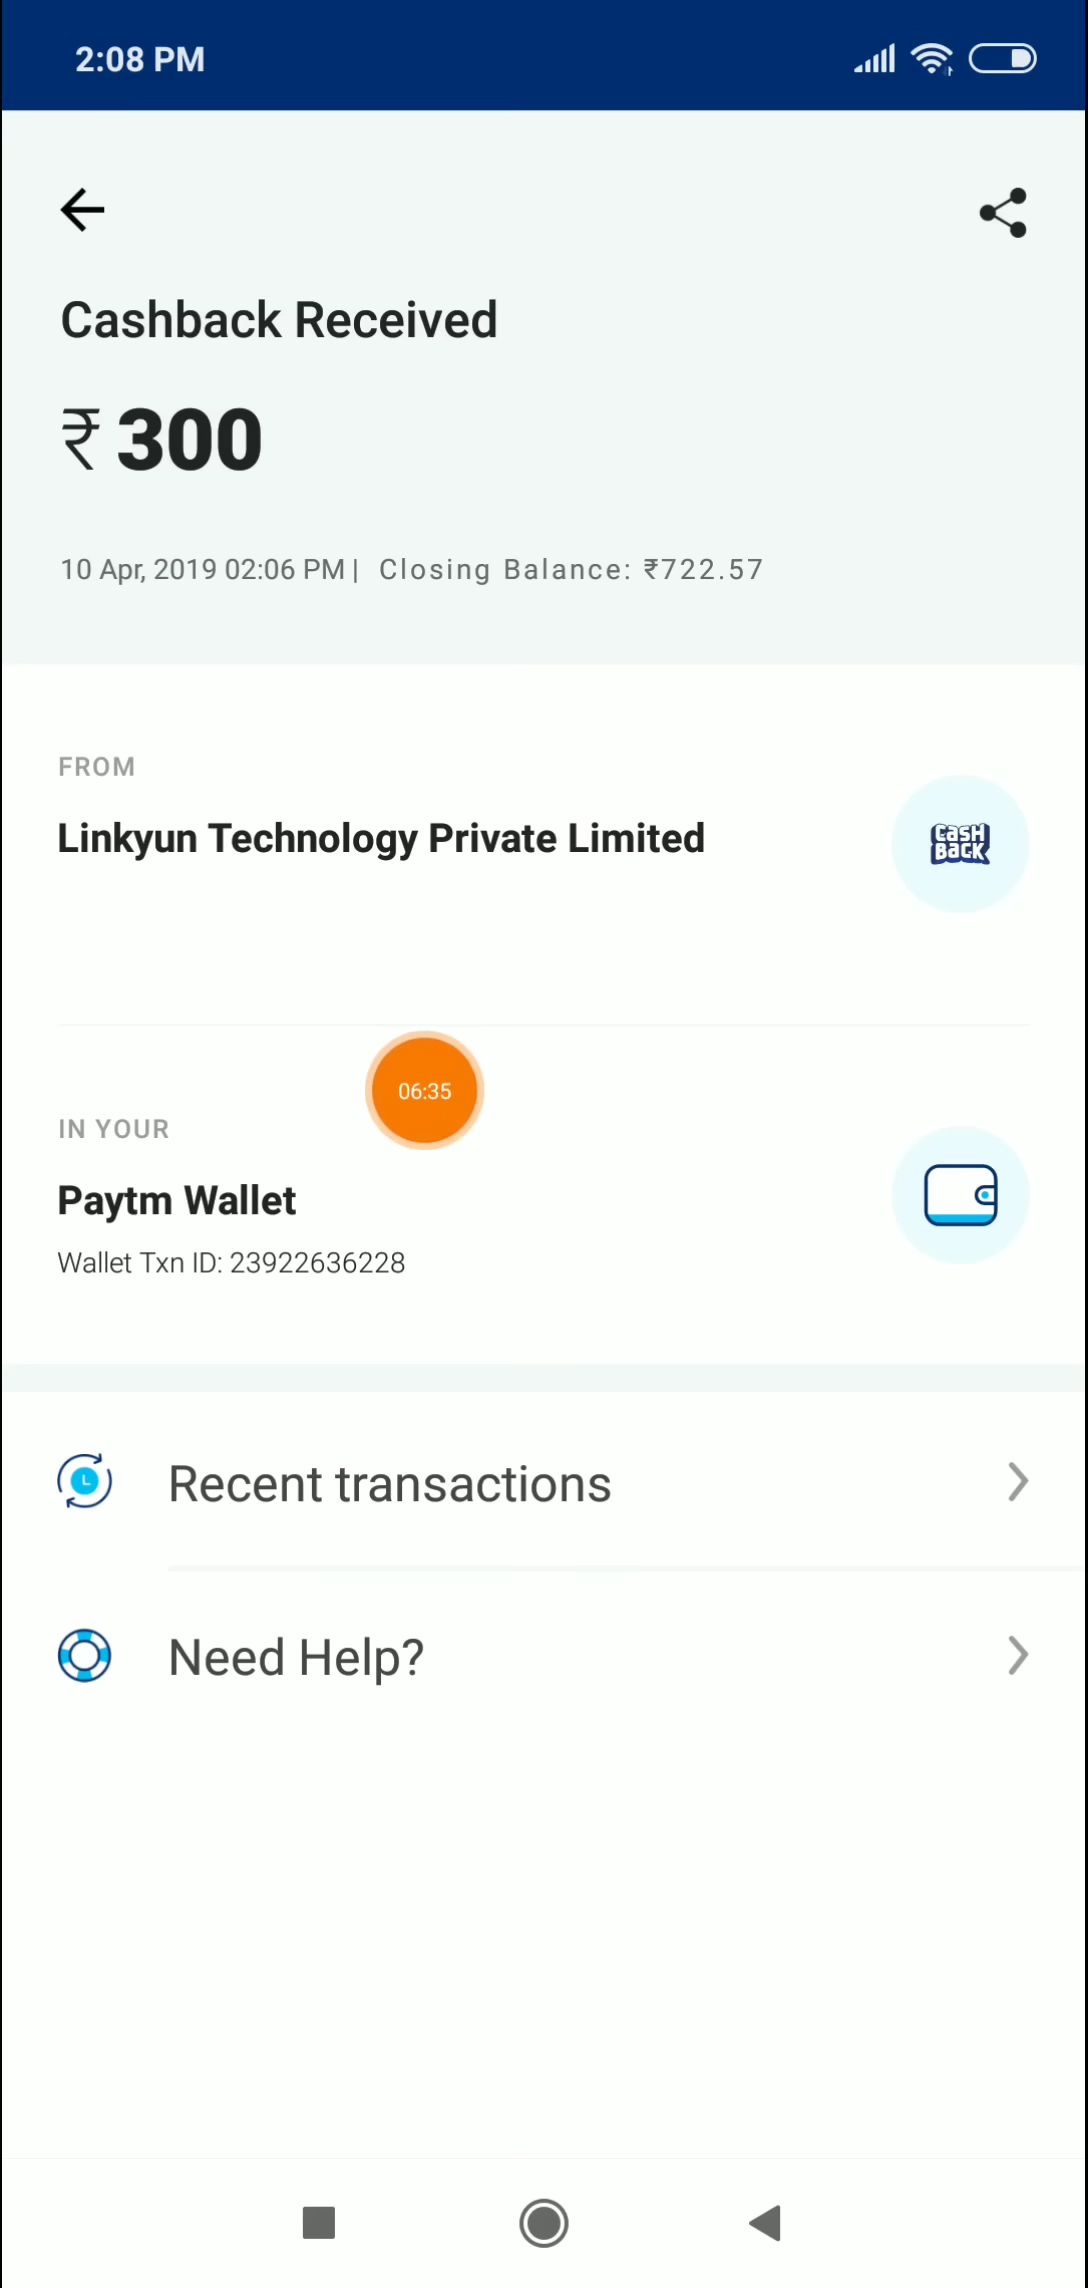 2:08 PM
Cashback Received
₹ 300
10 Apr, 2019 02:06 PM | Closing Balance: ₹722.57
FROM
Linkyun Technology Private Limited
CASH
BACK
06:35
IN YOUR
Paytm Wallet
Wallet Txn ID: 23922636228
Recent transactions
Need Help?